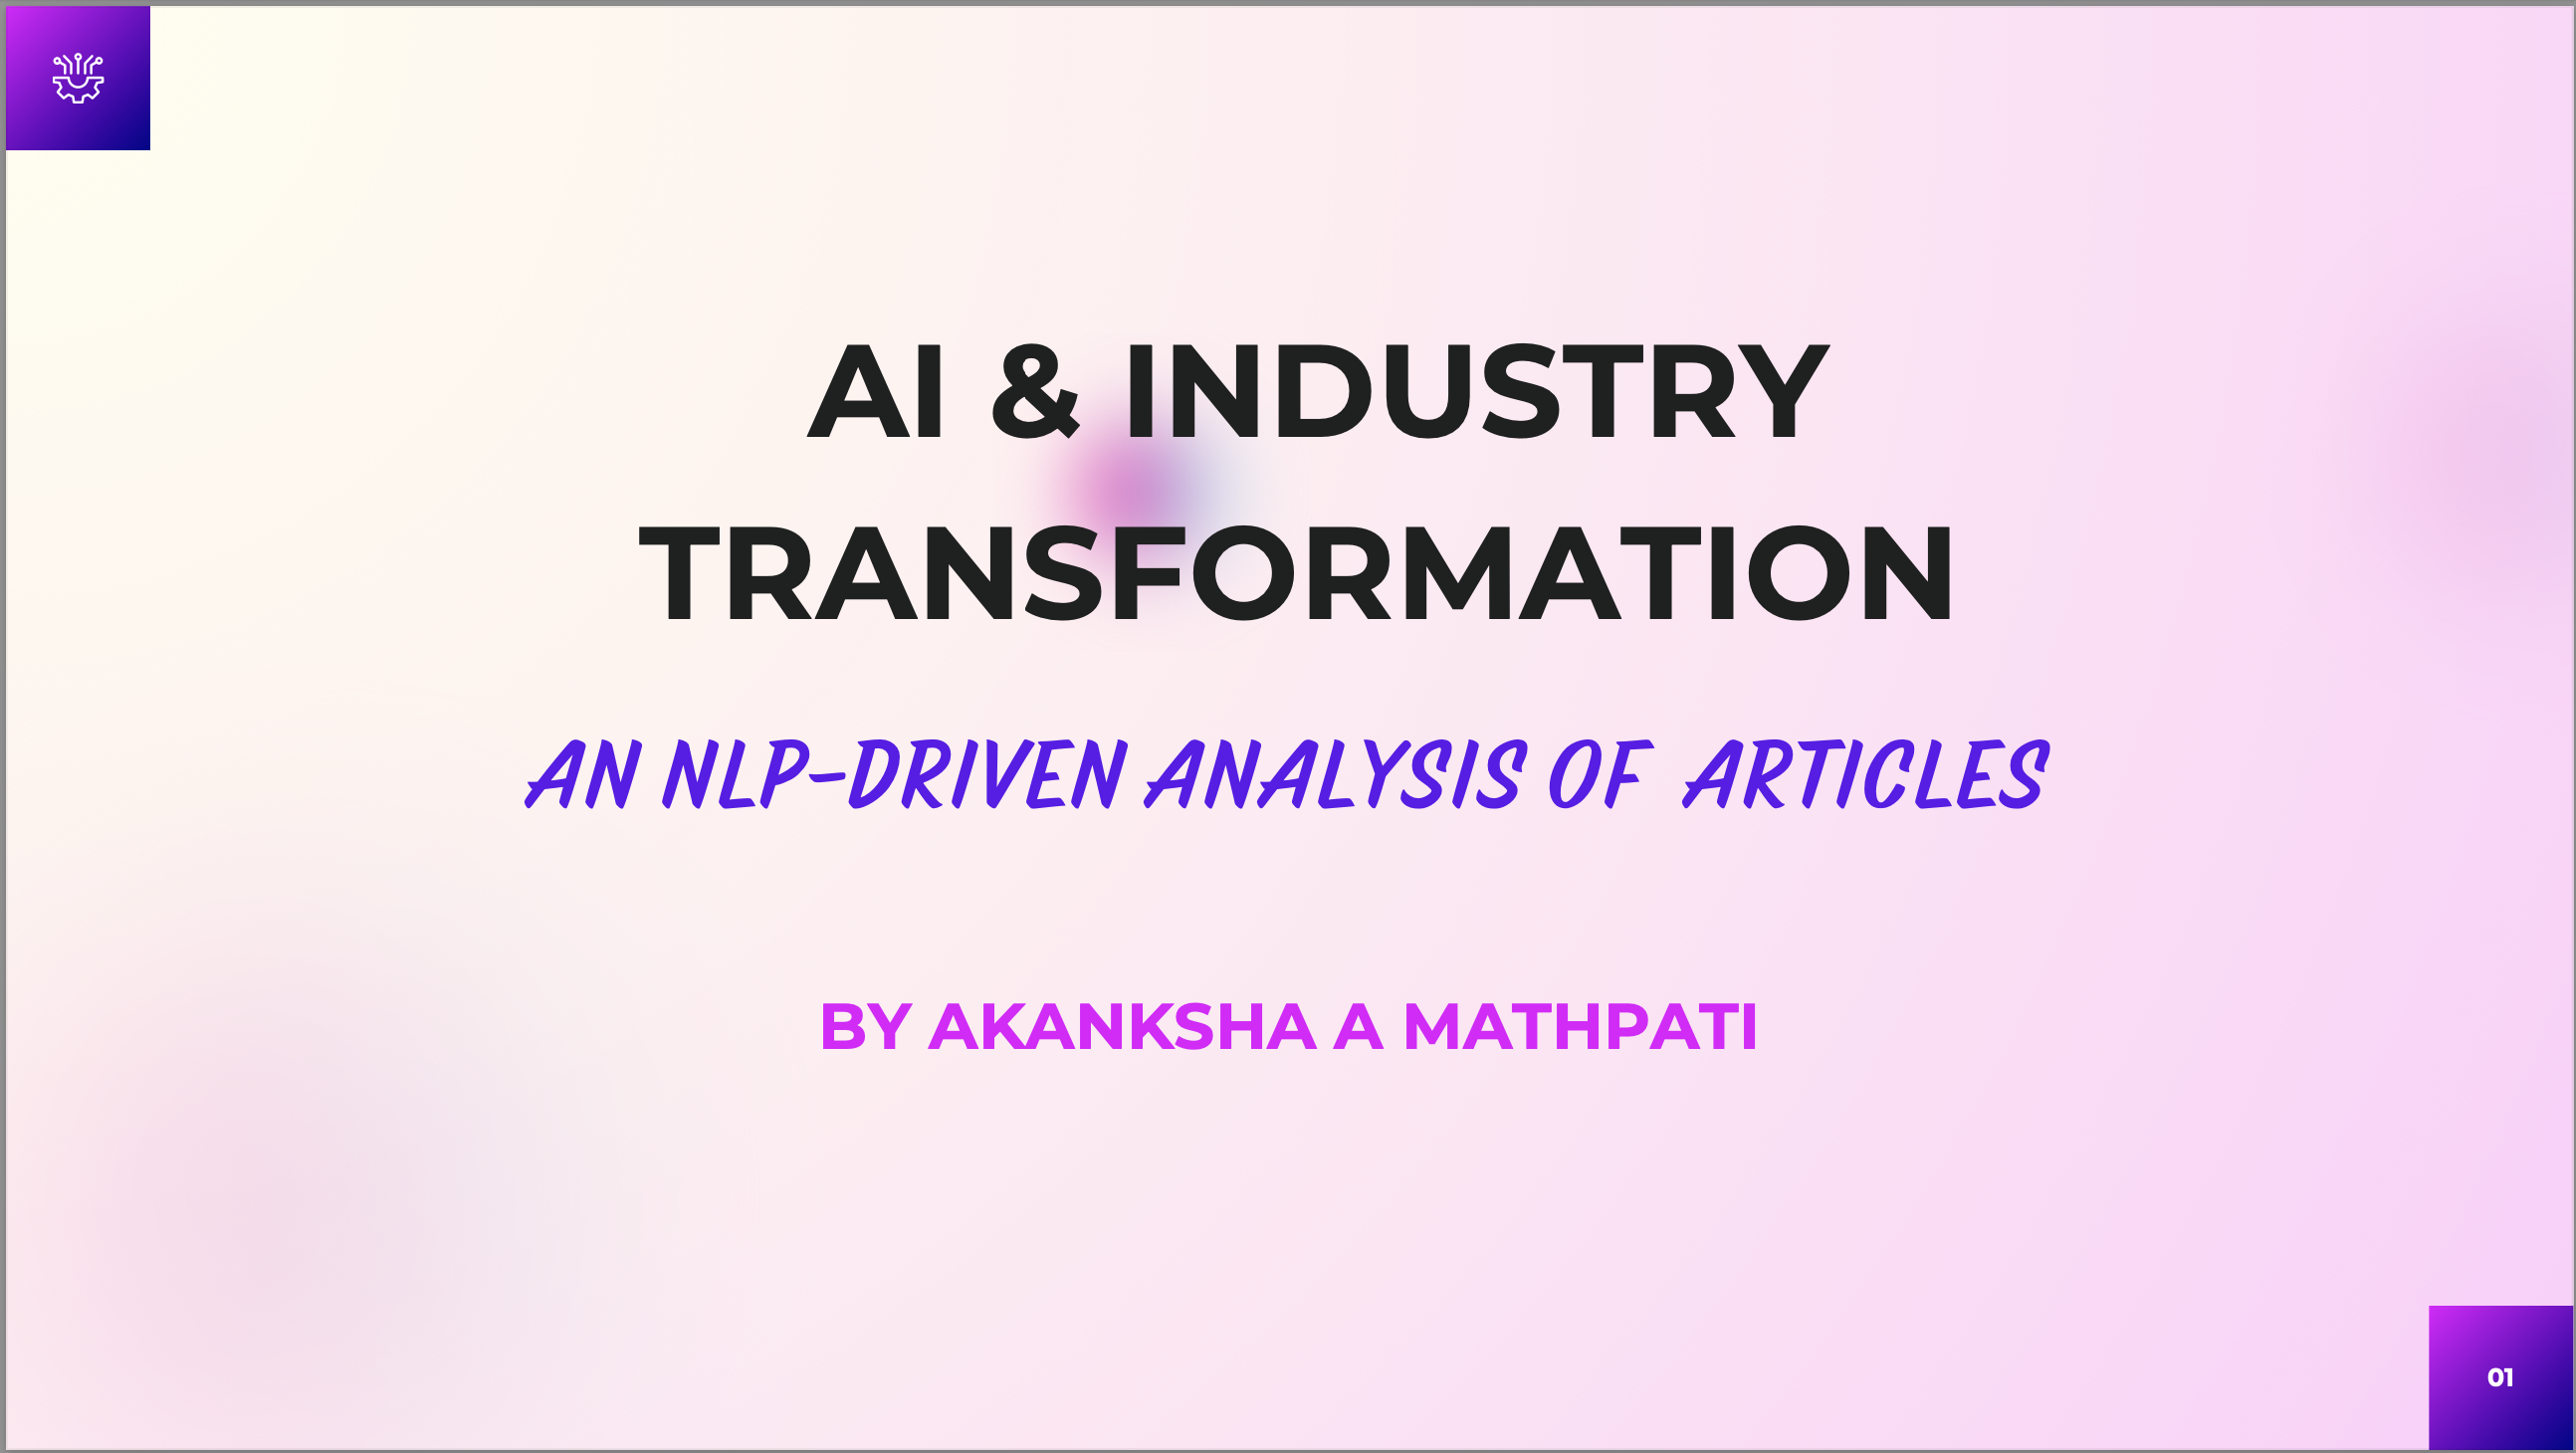 AI & INDUSTRY
TRANSFORMATION
AN NLP-DRIVEN ANALYSIS OF ARTICLES
BY AKANKSHA A MATHPATI
01